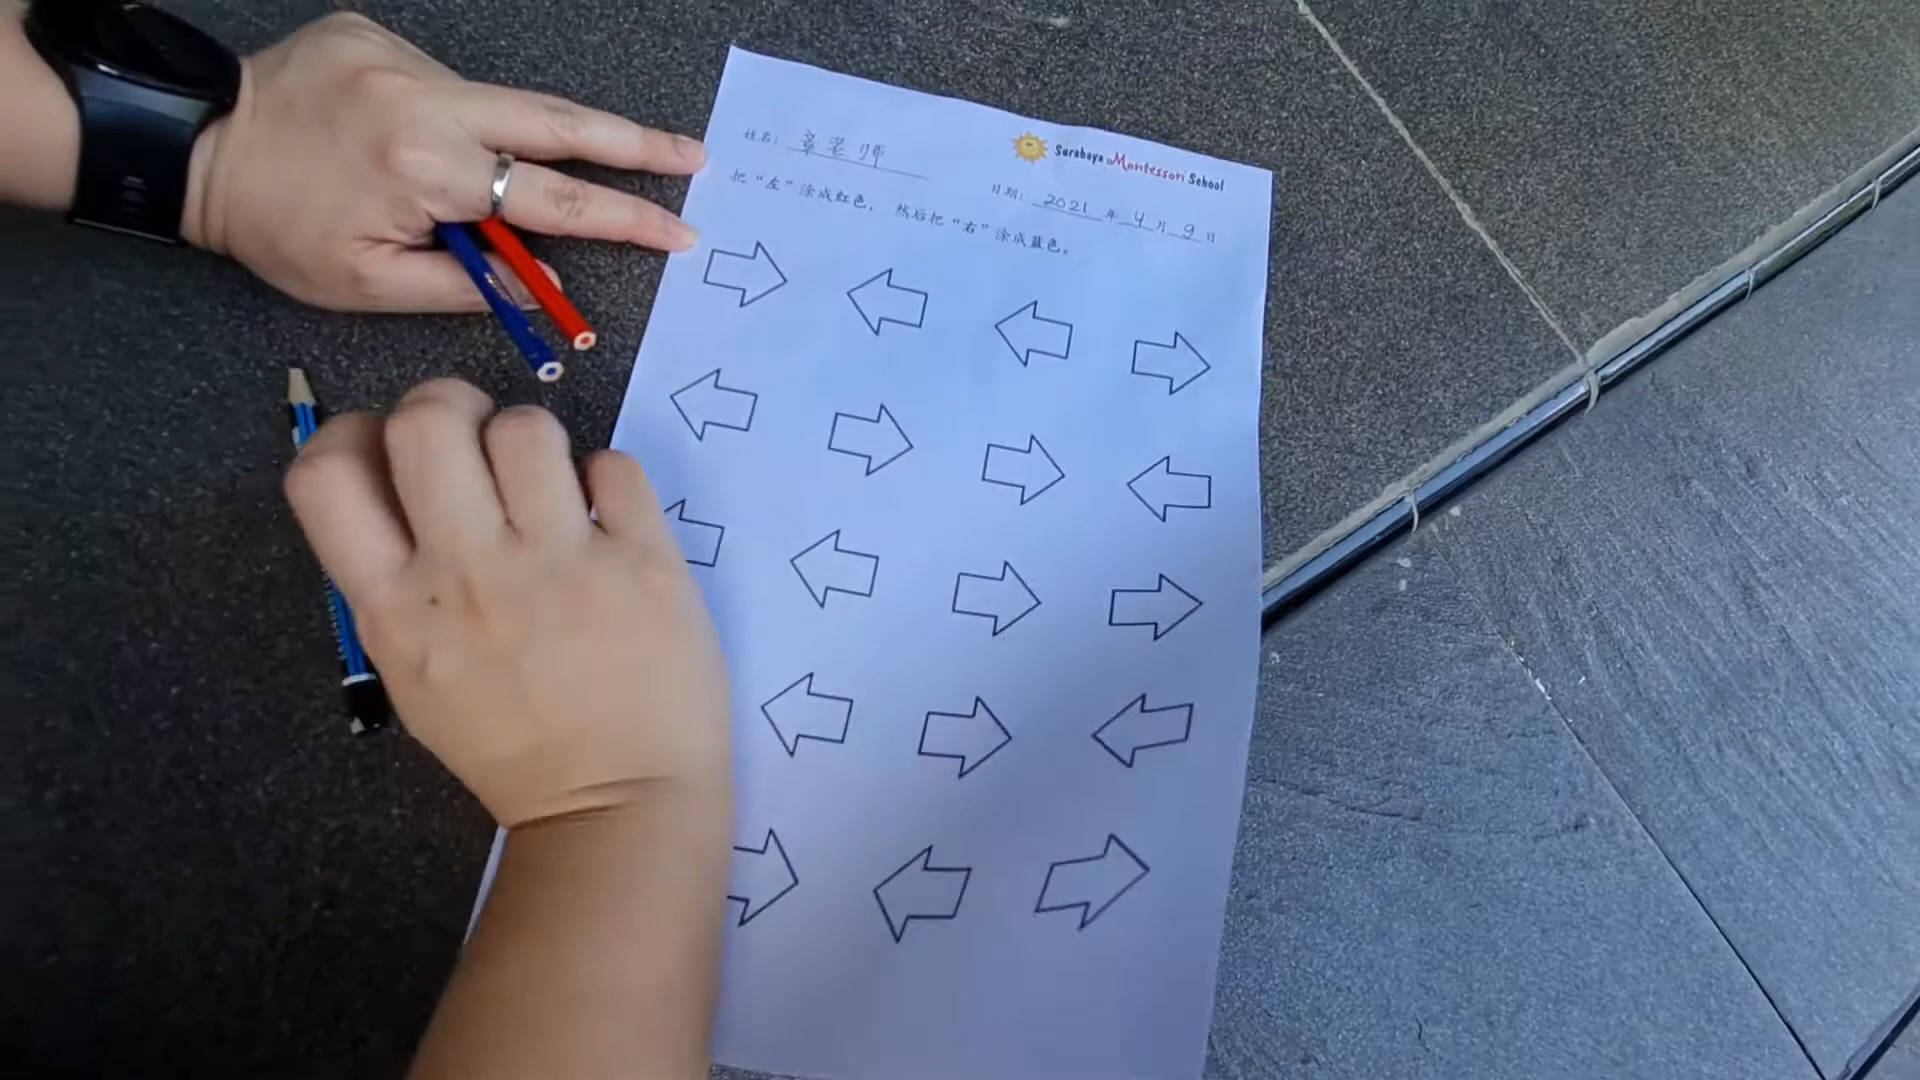 姓名: 章老师
Surabaya Montessori School
日期: 2021 年 4 月 9 日
把“左”涂成红色, 然后把“右”涂成蓝色。